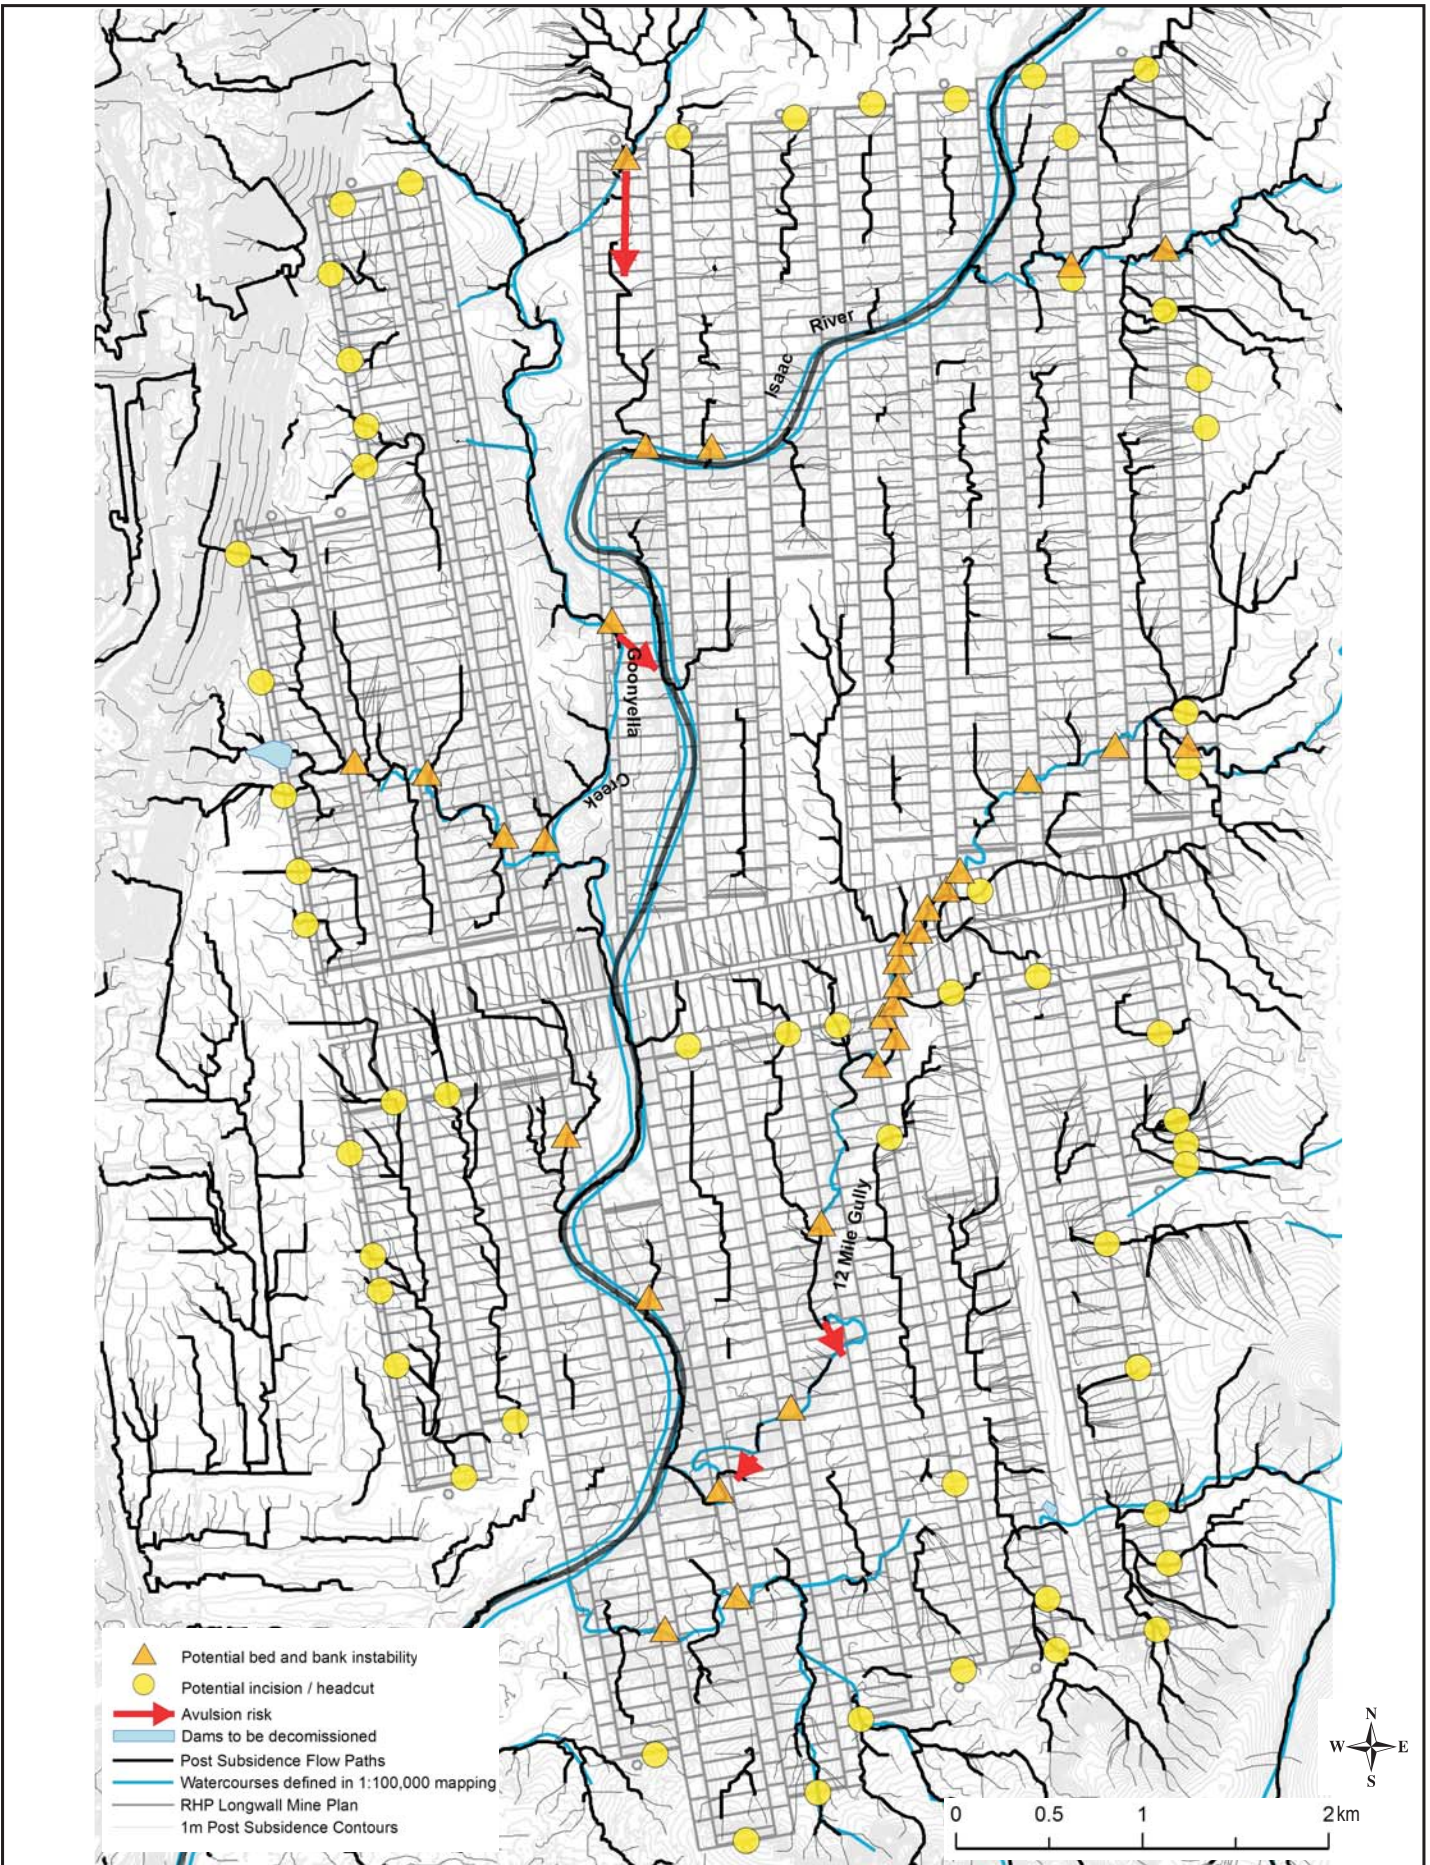 River
Isaac
Goonyella
Creek
12 Mile Gully
Potential bed and bank instability
Potential incision / headcut
Avulsion risk
Dams to be decomissioned
Post Subsidence Flow Paths
Watercourses defined in 1:100,000 mapping
RHP Longwall Mine Plan
1m Post Subsidence Contours
N
W E
S
0 0.5 1 2 km